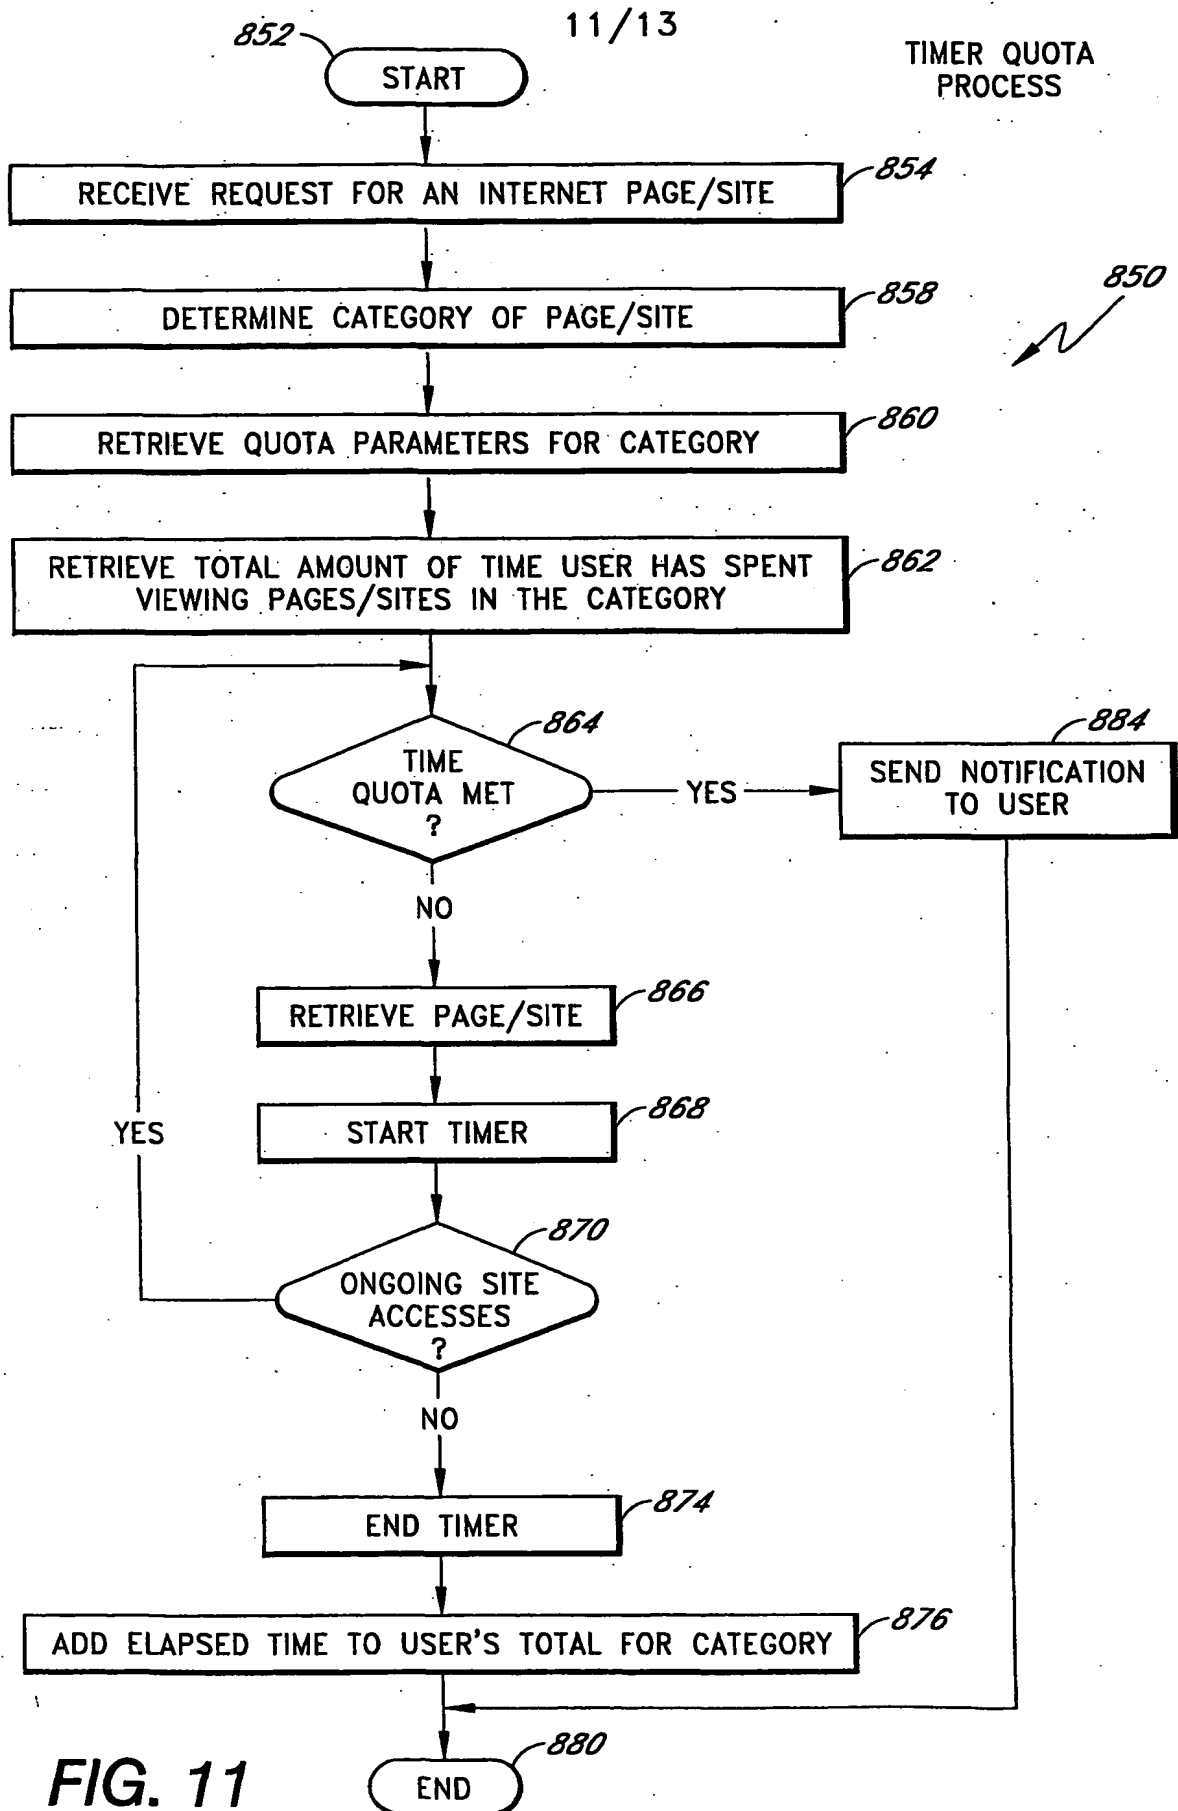 11/13
TIMER QUOTA
PROCESS
852
START
854
RECEIVE REQUEST FOR AN INTERNET PAGE/SITE
850
858
DETERMINE CATEGORY OF PAGE/SITE
860
RETRIEVE QUOTA PARAMETERS FOR CATEGORY
862
RETRIEVE TOTAL AMOUNT OF TIME USER HAS SPENT
VIEWING PAGES/SITES IN THE CATEGORY
864
TIME
QUOTA MET
?
YES
884
SEND NOTIFICATION
TO USER
NO
866
RETRIEVE PAGE/SITE
868
START TIMER
YES
870
ONGOING SITE
ACCESSES
?
NO
874
END TIMER
876
ADD ELAPSED TIME TO USER'S TOTAL FOR CATEGORY
880
END
FIG. 11